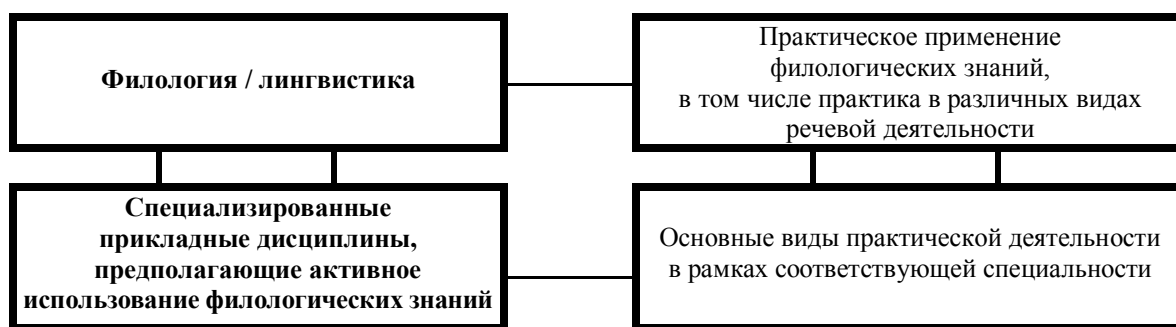 Филология / лингвистика
Практическое применение
филологических знаний,
в том числе практика в различных видах
речевой деятельности
Специализированные
прикладные дисциплины,
предполагающие активное
использование филологических знаний
Основные виды практической деятельности
в рамках соответствующей специальности